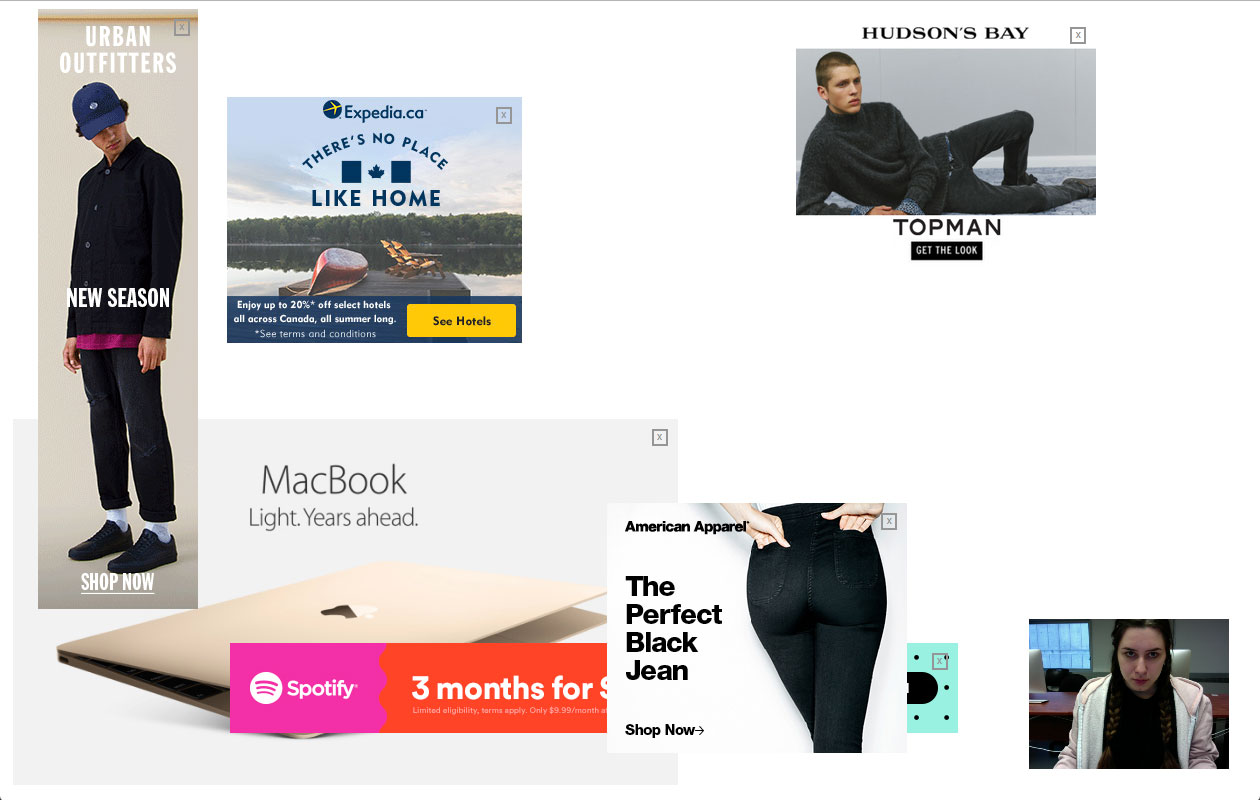 URBAN
OUTFITTERS
X
NEW SEASON
SHOP NOW
Expedia.ca
X
THERE'S NO PLACE
LIKE HOME
Enjoy up to 20%* off select hotels
all across Canada, all summer long.
*See terms and conditions
See Hotels
HUDSON'S BAY
X
TOPMAN
GET THE LOOK
X
MacBook
Light. Years ahead.
American Apparel
X
The
Perfect
Black
Jean
Shop Now→
Spotify
3 months for
Limited eligibility, terms apply. Only $9.99/month
X